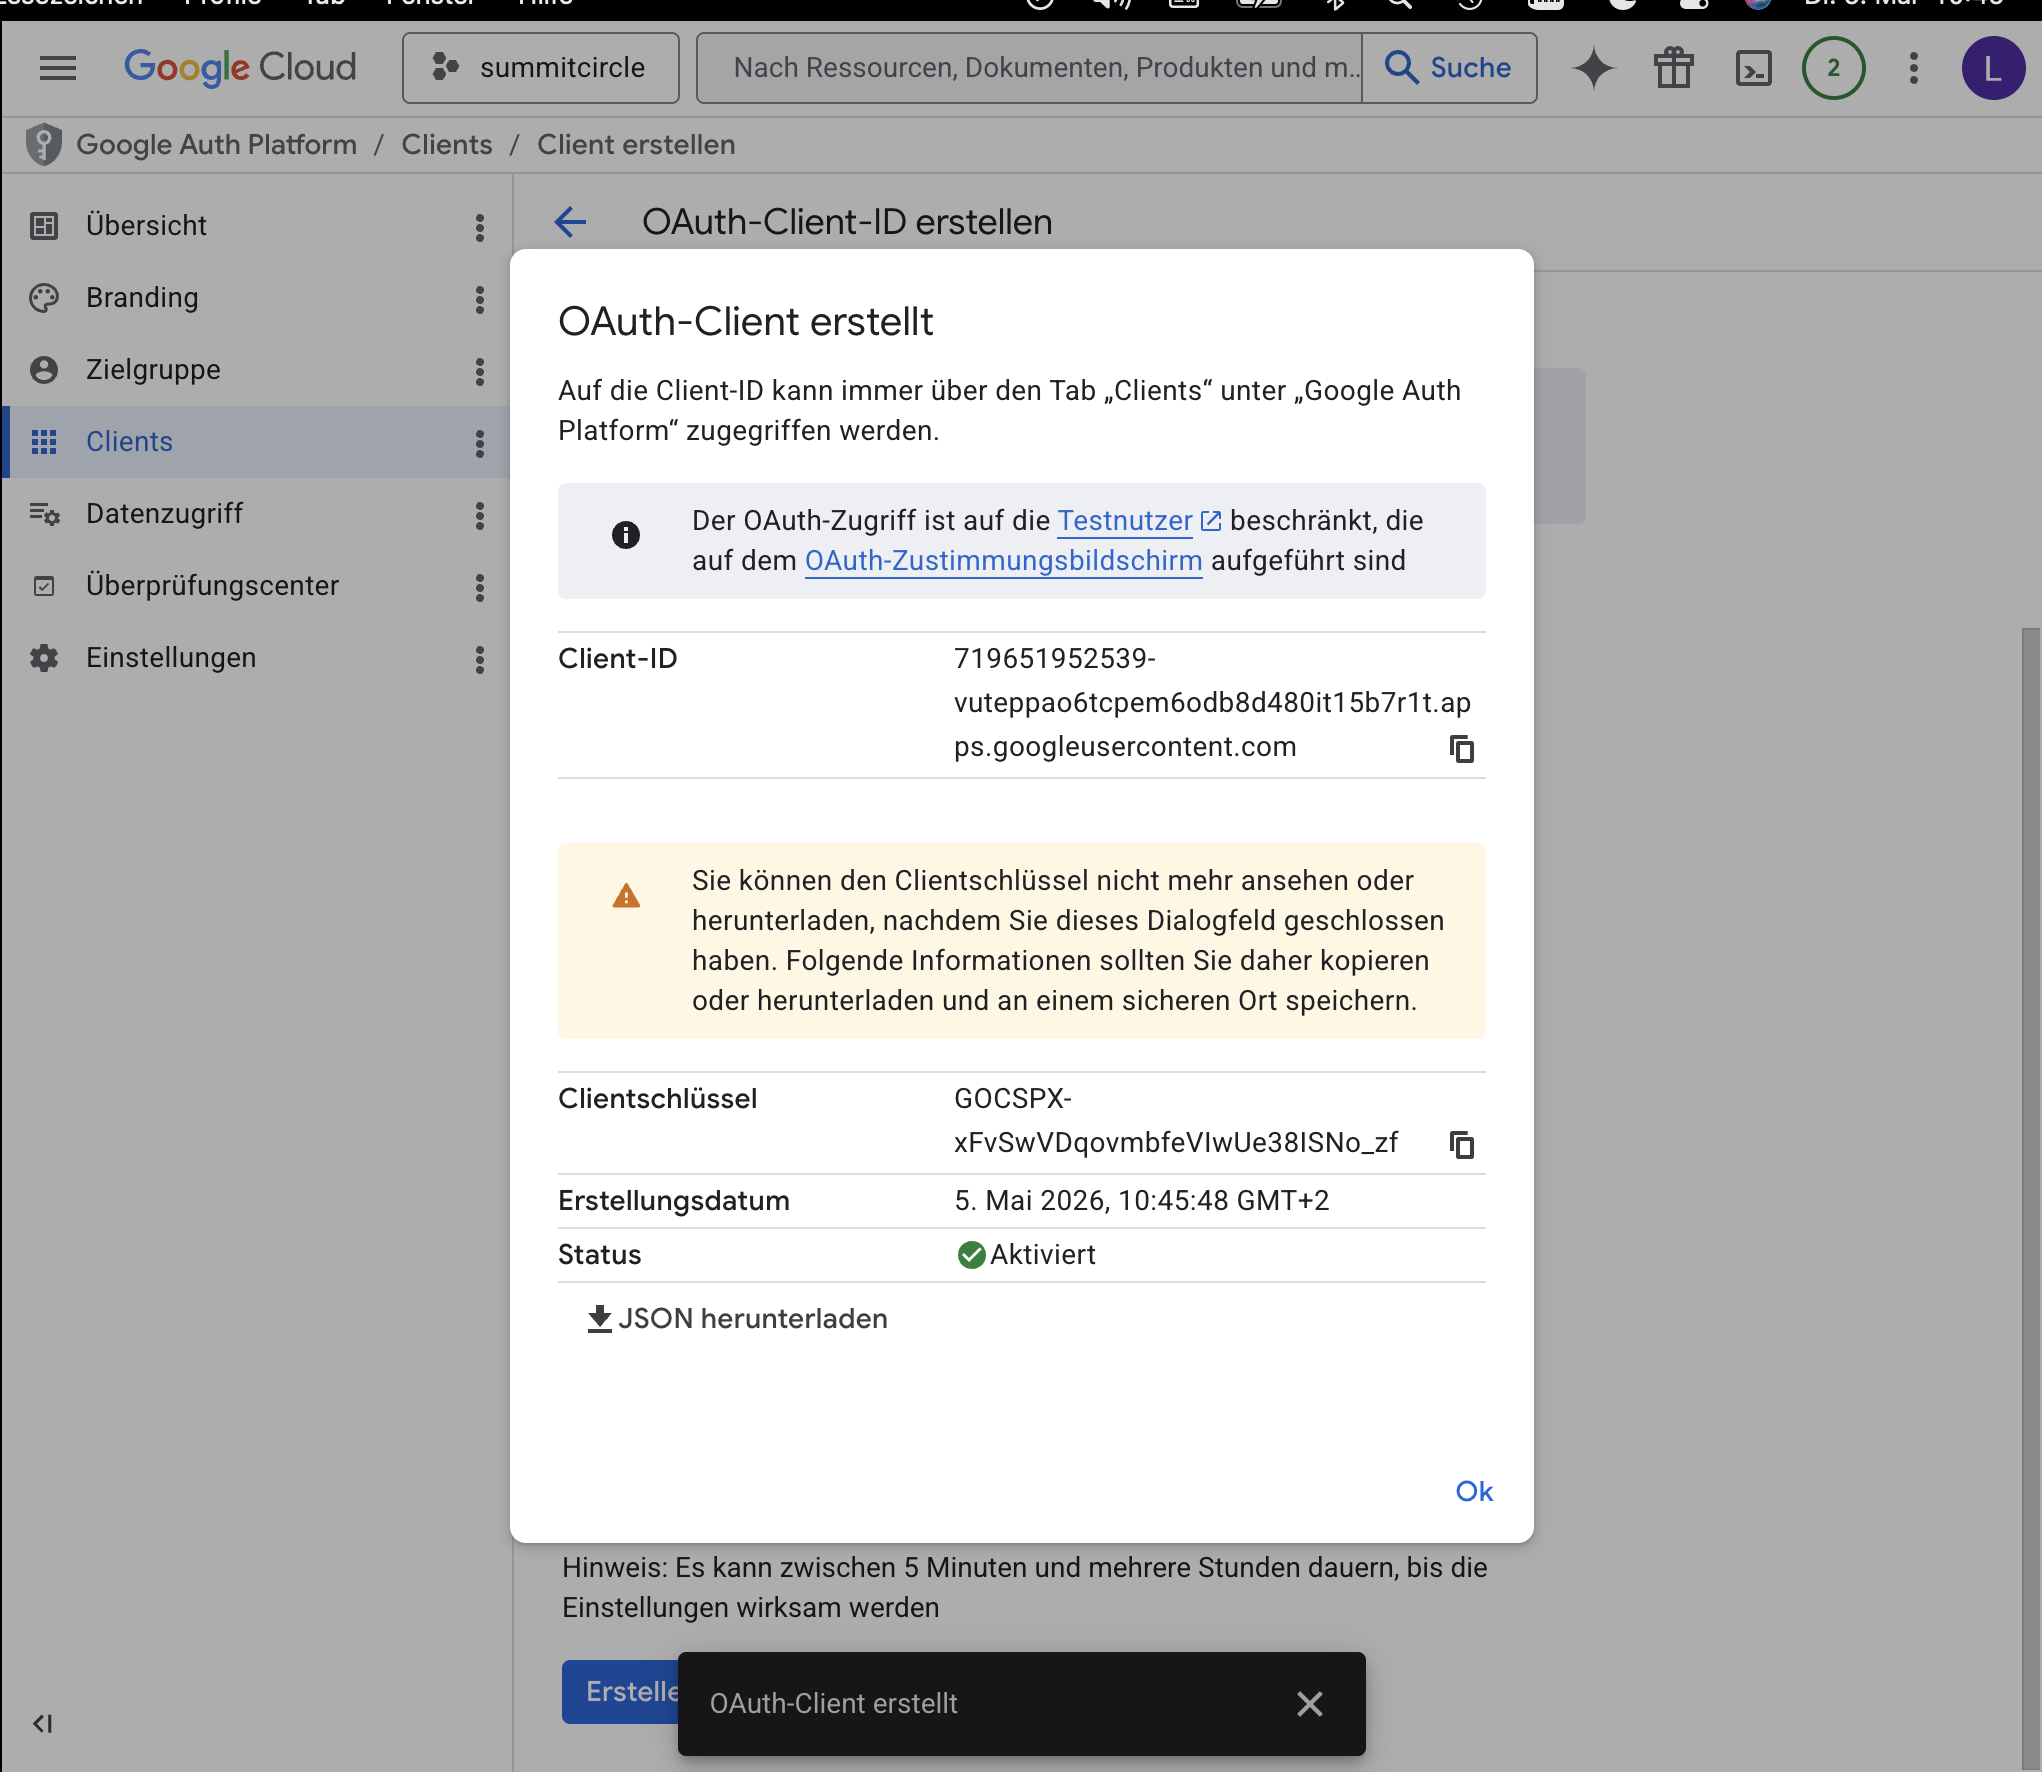 Profile Tab Fenster Hilfe
Google Cloud
summitcircle
Nach Ressourcen, Dokumenten, Produkten und m...
Suche
2
L
Google Auth Platform / Clients / Client erstellen
Übersicht
Branding
Zielgruppe
Clients
Datenzugriff
Überprüfungscenter
Einstellungen
OAuth-Client-ID erstellen
OAuth-Client erstellt
Auf die Client-ID kann immer über den Tab „Clients“ unter „Google Auth
Platform“ zugegriffen werden.
Der OAuth-Zugriff ist auf die Testnutzer beschränkt, die
auf dem OAuth-Zustimmungsbildschirm aufgeführt sind
Client-ID
719651952539-
vuteppao6tcpem6odb8d480it15b7r1t.ap
ps.googleusercontent.com
Sie können den Clientschlüssel nicht mehr ansehen oder
herunterladen, nachdem Sie dieses Dialogfeld geschlossen
haben. Folgende Informationen sollten Sie daher kopieren
oder herunterladen und an einem sicheren Ort speichern.
Clientschlüssel
GOCSPX-
xFvSwVDqovmbfeVIwUe38ISNo_zf
Erstellungsdatum
5. Mai 2026, 10:45:48 GMT+2
Status
Aktiviert
JSON herunterladen
Ok
Hinweis: Es kann zwischen 5 Minuten und mehrere Stunden dauern, bis die
Einstellungen wirksam werden
Erstelle
OAuth-Client erstellt